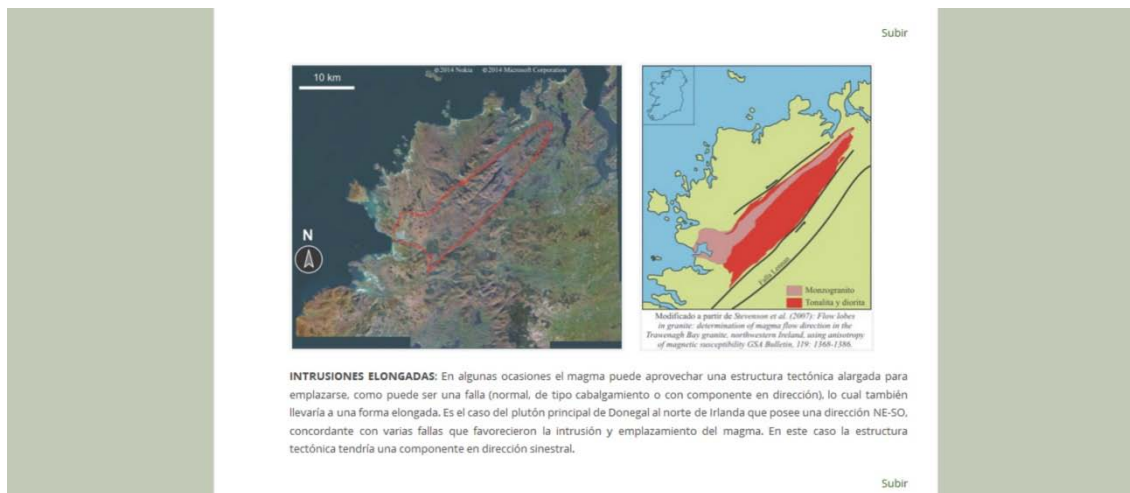 Subir
10 km
©2014 Nokia ©2014 Microsoft Corporation
N
Falla Leannan
Monzogranito
Tonalita y diorita
Modificado a partir de Stevenson et al. (2007): Flow lobes
in granite: determination of magma flow direction in the
Trawenagh Bay granite, northwestern Ireland, using anisotropy
of magnetic susceptibility GSA Bulletin, 119: 1368-1386.
INTRUSIONES ELONGADAS: En algunas ocasiones el magma puede aprovechar una estructura tectónica alargada para
emplazarse, como puede ser una falla (normal, de tipo cabalgamiento o con componente en dirección), lo cual también
llevaría a una forma elongada. Es el caso del plutón principal de Donegal al norte de Irlanda que posee una dirección NE-SO,
concordante con varias fallas que favorecieron la intrusión y emplazamiento del magma. En este caso la estructura
tectónica tendría una componente en dirección sinestral.
Subir